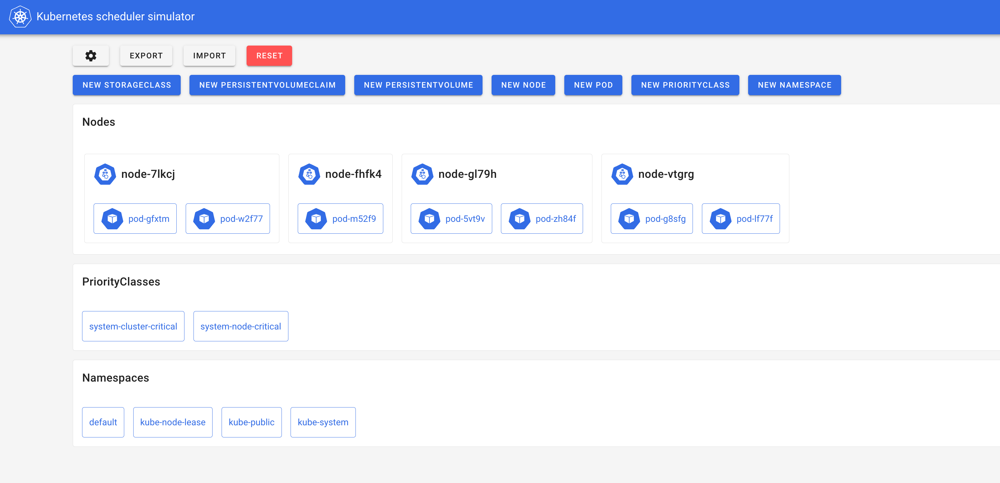 Kubernetes scheduler simulator
EXPORT IMPORT RESET
NEW STORAGECLASS NEW PERSISTENTVOLUMECLAIM NEW PERSISTENTVOLUME NEW NODE NEW POD NEW PRIORITYCLASS NEW NAMESPACE
Nodes
node-7lkcj node-fhfk4 node-gl79h node-vtgrg
pod-gfxtm pod-w2f77 pod-m52f9 pod-5vt9v pod-zh84f pod-g8sfg pod-lf77f
PriorityClasses
system-cluster-critical system-node-critical
Namespaces
default kube-node-lease kube-public kube-system